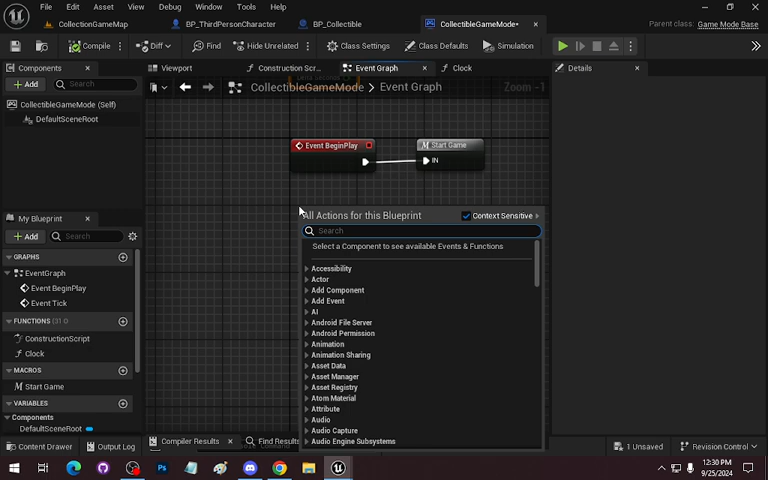 File Edit Asset View Debug Window Tools Help
CollectionGameMap BP_ThirdPersonCharacter BP_Collectible CollectibleGameMode* Parent class: Game Mode Base
Compile Diff Find Hide Unrelated Class Settings Class Defaults Simulation
Components Viewport Construction Scr... Event Graph Clock Details
Add Search CollectibleGameMode > Event Graph Zoom -1
CollectibleGameMode (Self)
DefaultSceneRoot
Event BeginPlay Start Game
IN
My Blueprint All Actions for this Blueprint Context Sensitive
Add Search Search
Select a Component to see available Events & Functions
GRAPHS
EventGraph Accessibility
Actor
Event BeginPlay Add Component
Event Tick Add Event
AI
FUNCTIONS Android File Server
Android Permission
ConstructionScript Animation
Clock Animation Sharing
Asset Data
MACROS Asset Manager
Start Game Asset Registry
Atom Material
VARIABLES Attribute
Components Audio
DefaultSceneRoot Audio Capture
Compiler Results Find Results Audio Engine Subsystems
Content Drawer Output Log 1 Unsaved Revision Control
12:30 PM
9/25/2024